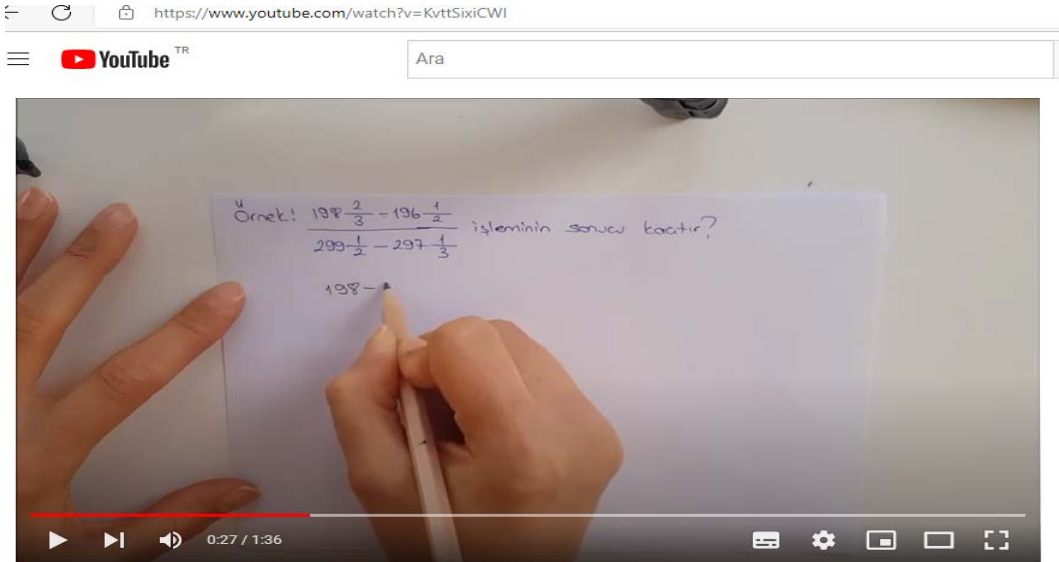 https://www.youtube.com/watch?v=KvttSixiCWI
YouTube TR
Ara
Örnek! 198 2/3 - 196 1/2 işleminin sonucu kaçtır?
299 1/2 - 297 1/3
198 -
0:27 / 1:36